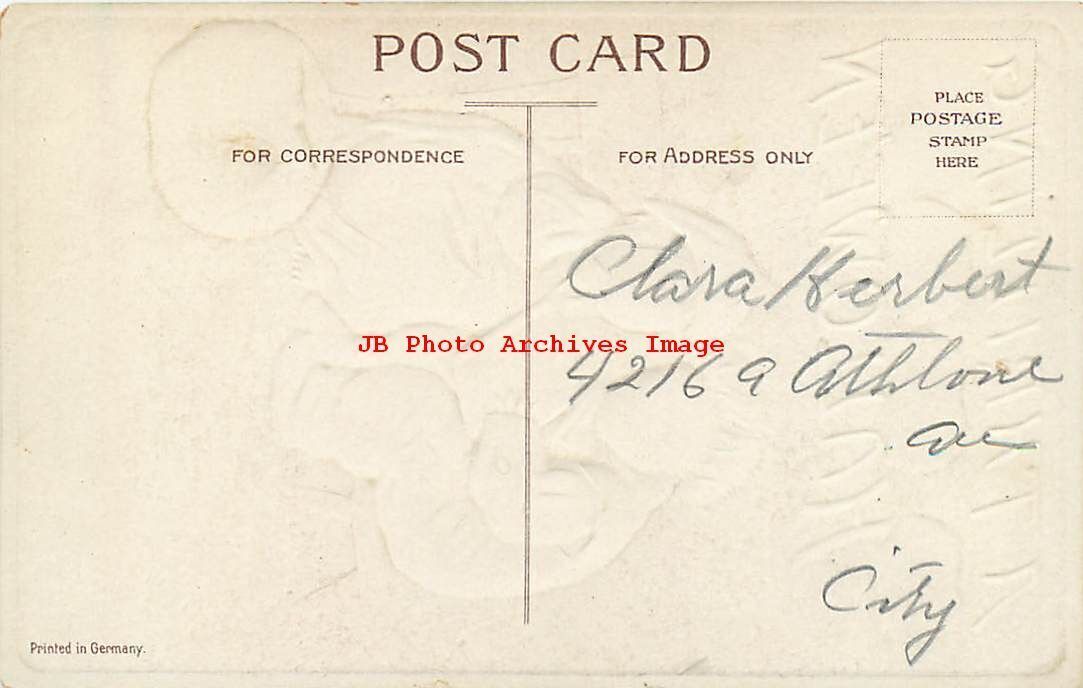 POST CARD
PLACE
POSTAGE
STAMP
HERE
FOR CORRESPONDENCE
FOR ADDRESS ONLY
Clara Herbert
JB Photo Archives Image
4216 a Athlone
ave
City
Printed in Germany.